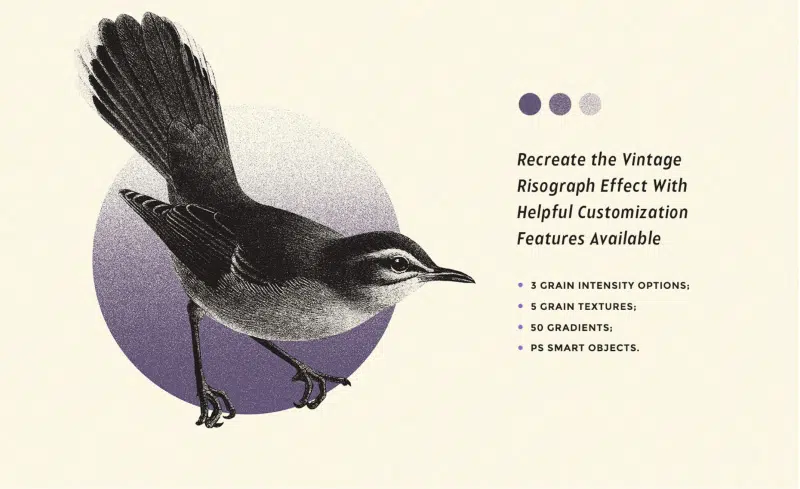 Recreate the Vintage
Risograph Effect With
Helpful Customization
Features Available
3 GRAIN INTENSITY OPTIONS;
5 GRAIN TEXTURES;
50 GRADIENTS;
PS SMART OBJECTS.